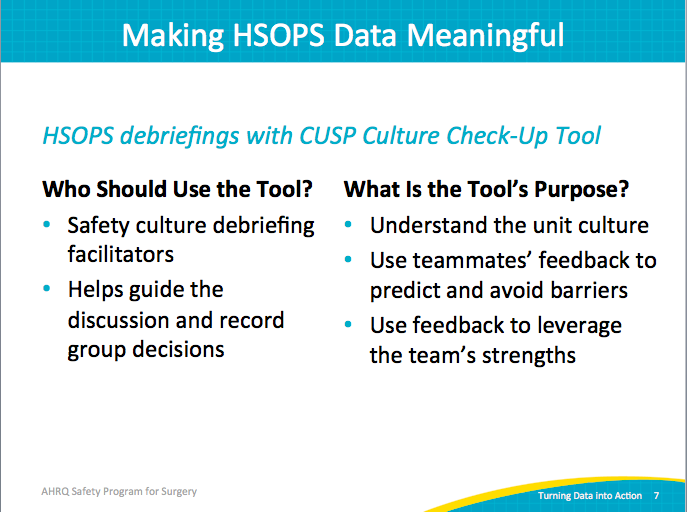 Making HSOPS Data Meaningful
HSOPS debriefings with CUSP Culture Check-Up Tool
Who Should Use the Tool?
• Safety culture debriefing
facilitators
• Helps guide the
discussion and record
group decisions
What Is the Tool’s Purpose?
• Understand the unit culture
• Use teammates’ feedback to
predict and avoid barriers
• Use feedback to leverage
the team’s strengths
AHRQ Safety Program for Surgery
Turning Data into Action 7